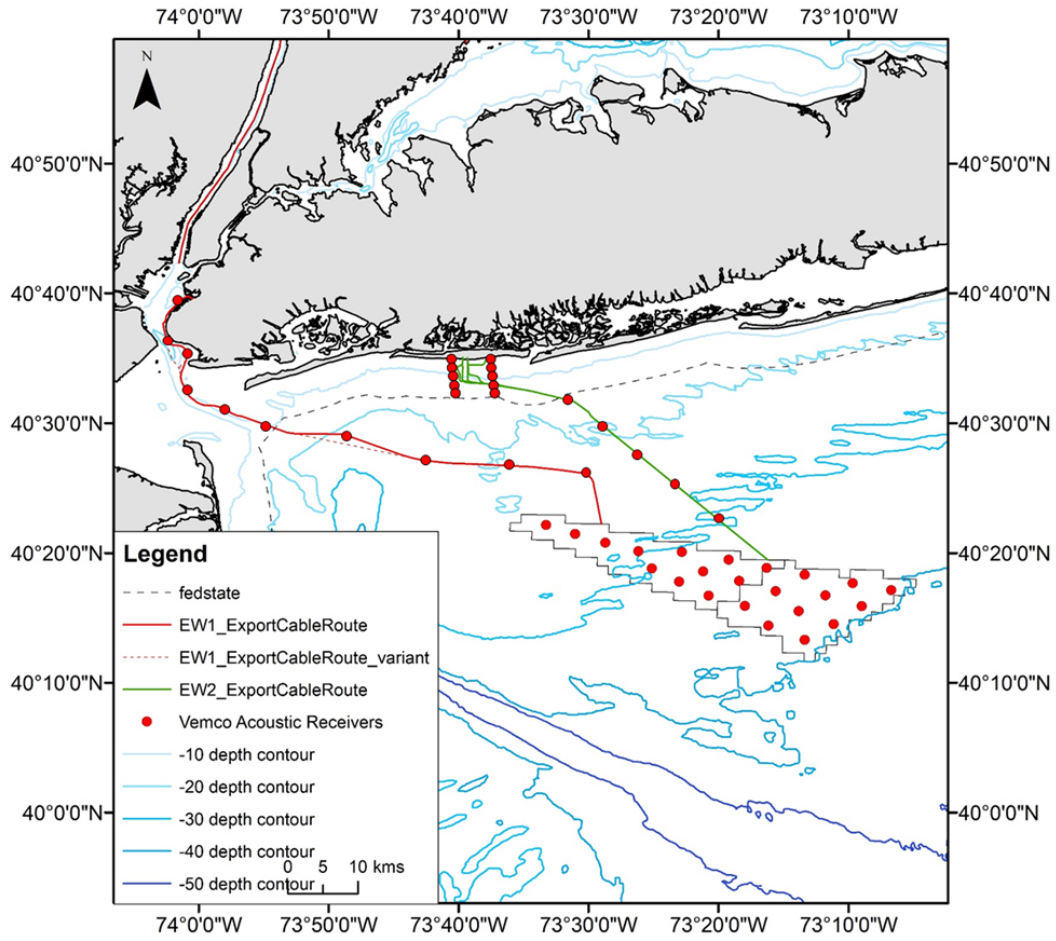 74°0'0"W 73°50'0"W 73°40'0"W 73°30'0"W 73°20'0"W 73°10'0"W
N
40°50'0"N 40°50'0"N
40°40'0"N 40°40'0"N
40°30'0"N 40°30'0"N
40°20'0"N 40°20'0"N
Legend
fedstate
EW1_ExportCableRoute
EW1_ExportCableRoute_variant
40°10'0"N 40°10'0"N
EW2_ExportCableRoute
Vemco Acoustic Receivers
-10 depth contour
-20 depth contour
40°0'0"N 40°0'0"N
-30 depth contour
-40 depth contour
0 5 10 kms
-50 depth contour
74°0'0"W 73°50'0"W 73°40'0"W 73°30'0"W 73°20'0"W 73°10'0"W